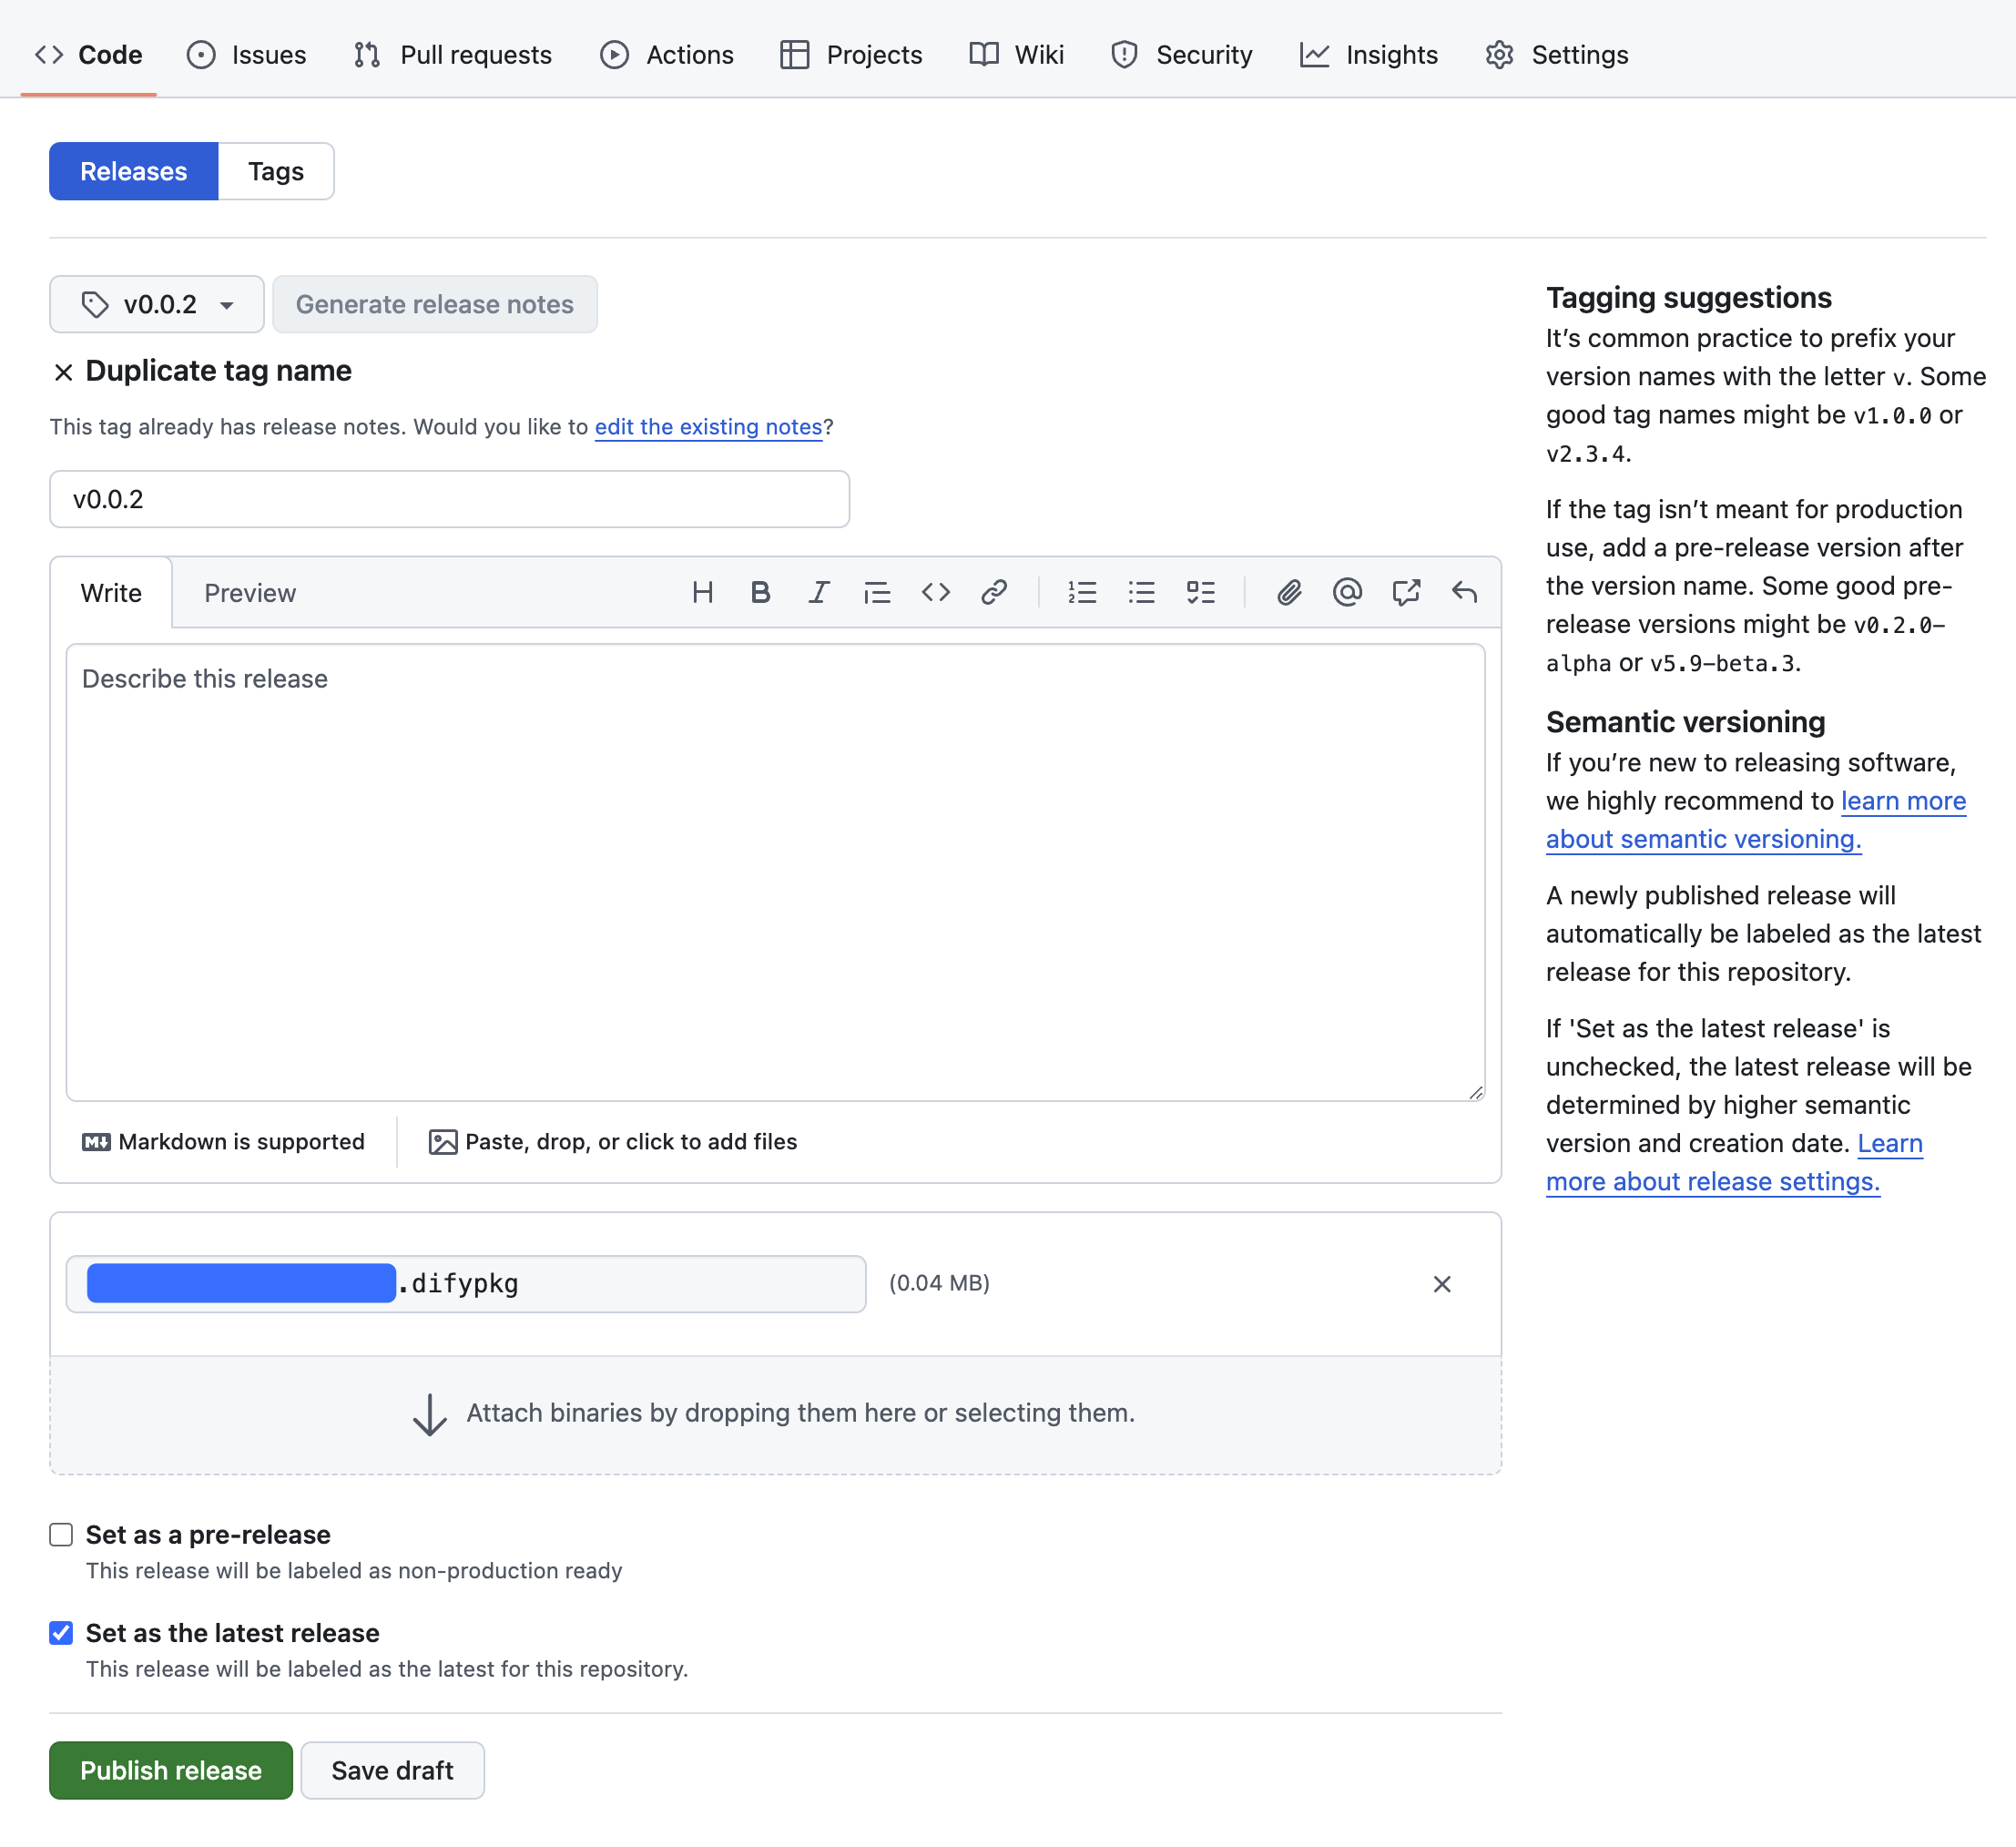 Code Issues Pull requests Actions Projects Wiki Security Insights Settings
Releases Tags
v0.0.2 Generate release notes
Duplicate tag name
This tag already has release notes. Would you like to edit the existing notes?
v0.0.2
Write Preview
Describe this release
Markdown is supported Paste, drop, or click to add files
.difypkg (0.04 MB)
Attach binaries by dropping them here or selecting them.
Set as a pre-release
This release will be labeled as non-production ready
Set as the latest release
This release will be labeled as the latest for this repository.
Publish release Save draft
Tagging suggestions
It’s common practice to prefix your
version names with the letter v. Some
good tag names might be v1.0.0 or
v2.3.4.
If the tag isn’t meant for production
use, add a pre-release version after
the version name. Some good pre-
release versions might be v0.2.0-
alpha or v5.9-beta.3.
Semantic versioning
If you’re new to releasing software,
we highly recommend to learn more
about semantic versioning.
A newly published release will
automatically be labeled as the latest
release for this repository.
If 'Set as the latest release' is
unchecked, the latest release will be
determined by higher semantic
version and creation date. Learn
more about release settings.